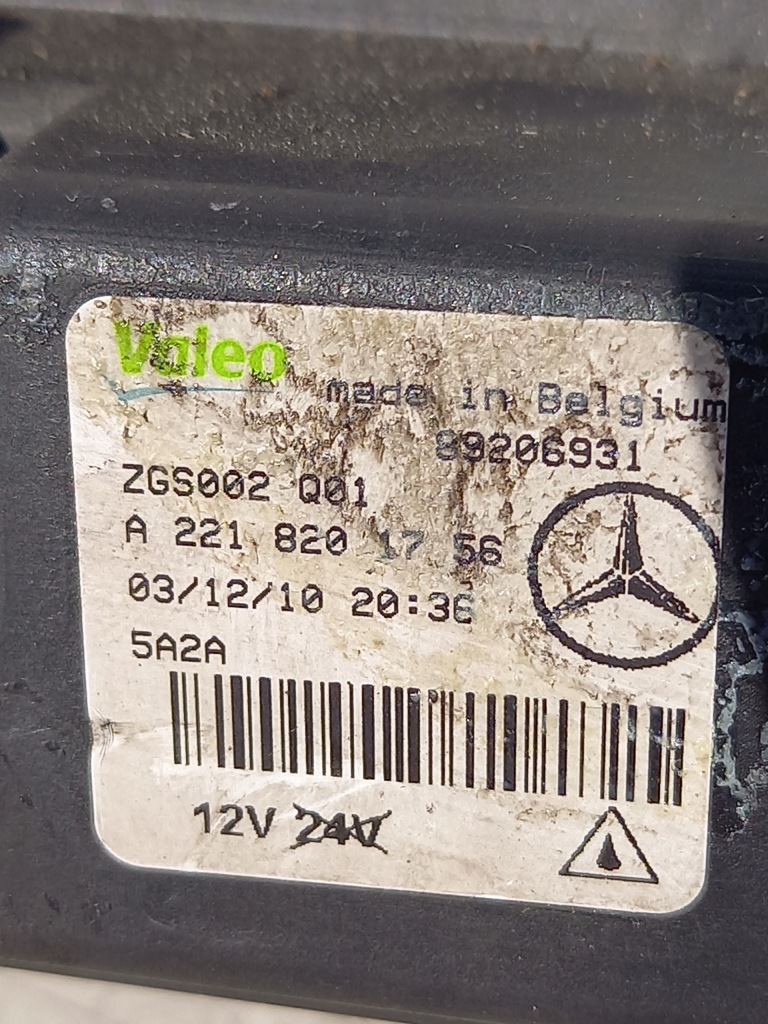 Valeo
made in Belgium
89206931
ZGS002 Q01
A 221 820 17 56
03/12/10 20:36
5A2A
12V 24V